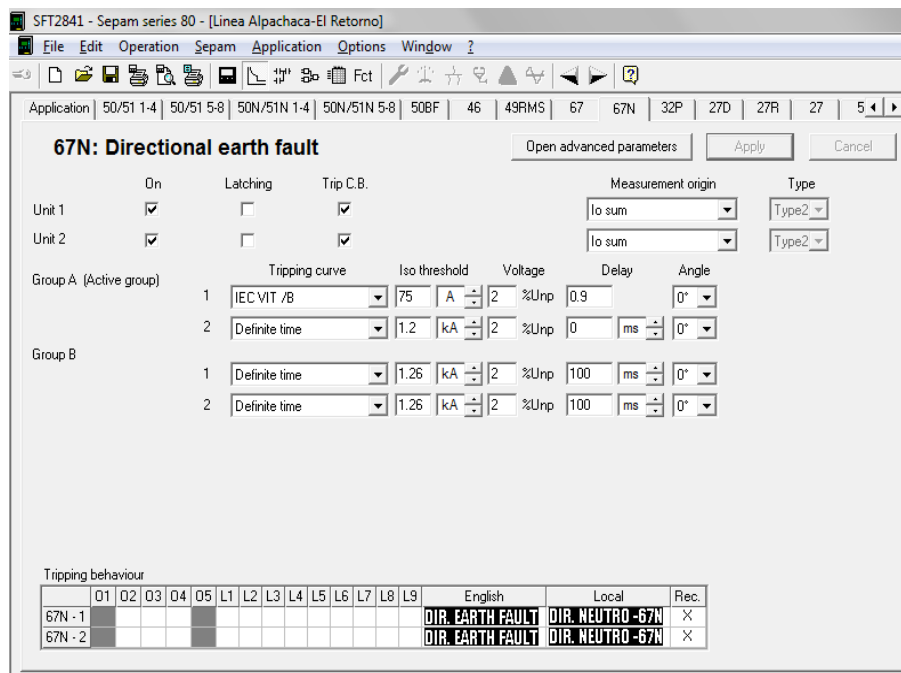 SFT2841 - Sepam series 80 - [Linea Alpachaca-El Retorno]
File Edit Operation Sepam Application Options Window ?
Fct
Application 50/51 1-4 50/51 5-8 50N/51N 1-4 50N/51N 5-8 50BF 46 49RMS 67 67N 32P 27D 27R 27 5
67N: Directional earth fault
Open advanced parameters Apply Cancel
On Latching Trip C.B. Measurement origin Type
Unit 1 Io sum Type2
Unit 2 Io sum Type2
Group A (Active group) Tripping curve Iso threshold Voltage Delay Angle
1 IEC VIT /B 75 A 2 %Unp 0.9 0°
2 Definite time 1.2 kA 2 %Unp 0 ms 0°
Group B
1 Definite time 1.26 kA 2 %Unp 100 ms 0°
2 Definite time 1.26 kA 2 %Unp 100 ms 0°
Tripping behaviour
O1 O2 O3 O4 O5 L1 L2 L3 L4 L5 L6 L7 L8 L9 English Local Rec.
67N - 1 DIR. EARTH FAULT DIR. NEUTRO -67N X
67N - 2 DIR. EARTH FAULT DIR. NEUTRO -67N X